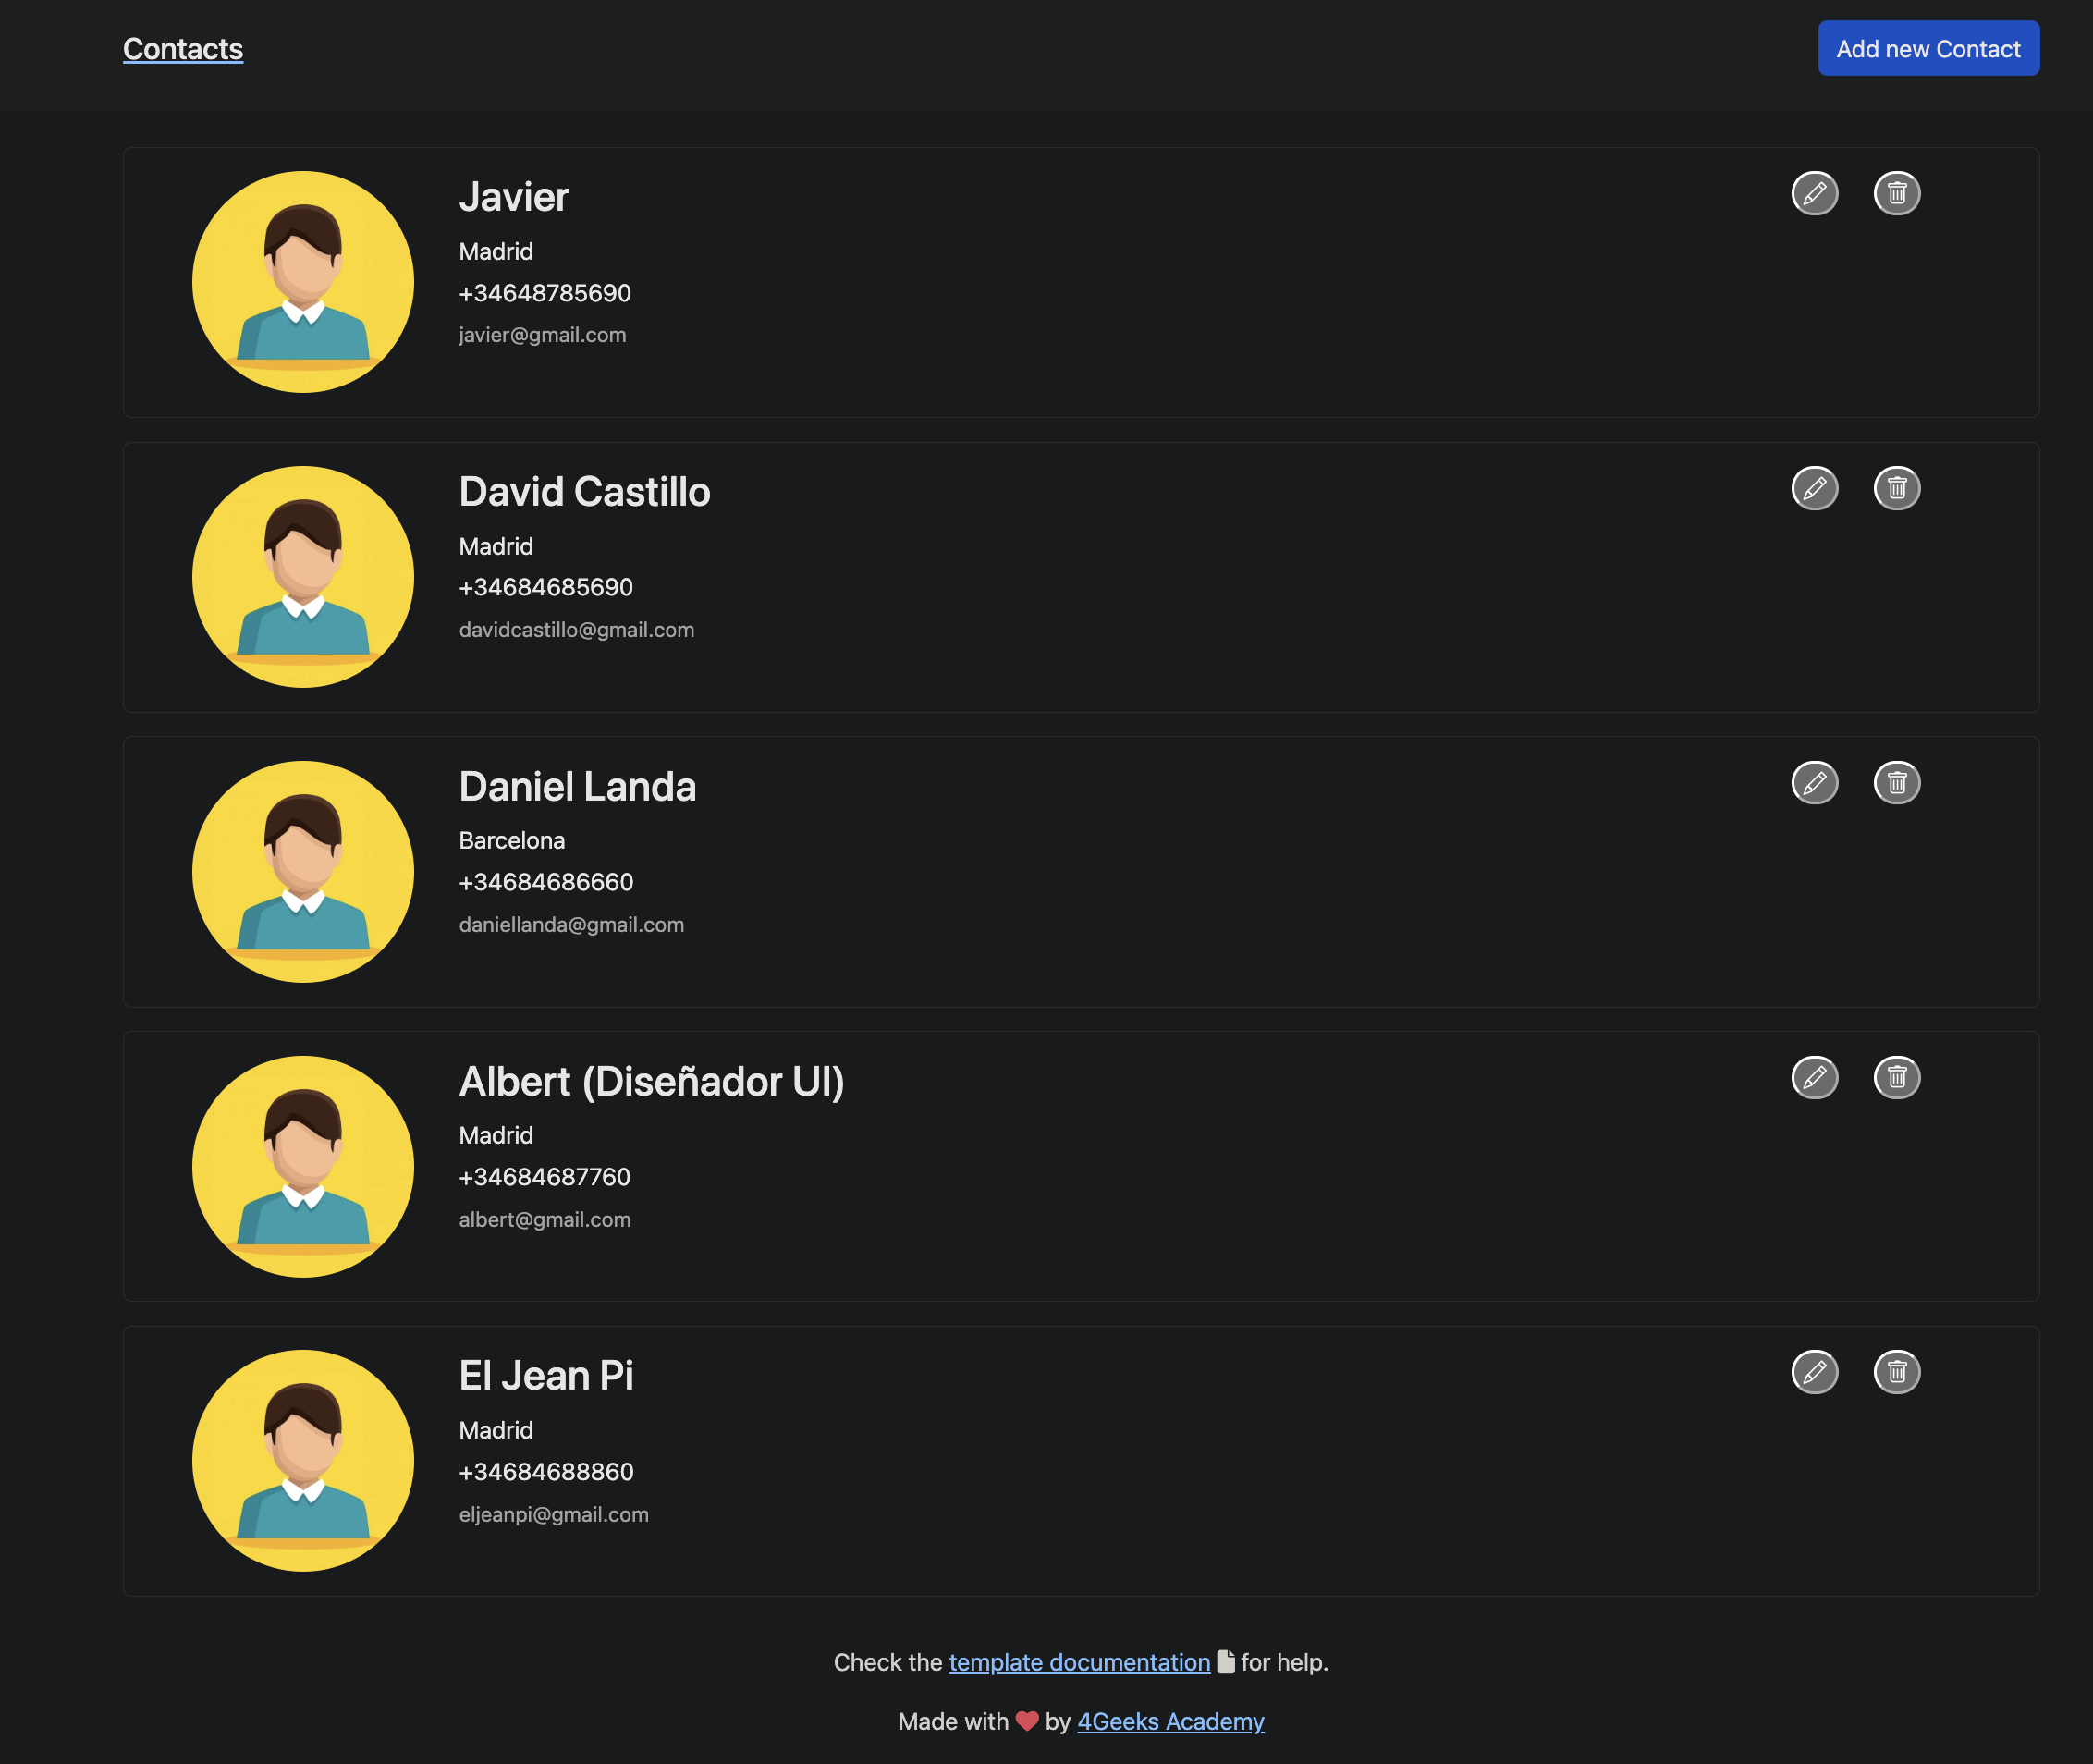 Contacts
Add new Contact
Javier
Madrid
+34648785690
javier@gmail.com
David Castillo
Madrid
+34684685690
davidcastillo@gmail.com
Daniel Landa
Barcelona
+34684686660
daniellanda@gmail.com
Albert (Diseñador UI)
Madrid
+34684687760
albert@gmail.com
El Jean Pi
Madrid
+34684688860
eljeanpi@gmail.com
Check the template documentation for help.
Made with ❤ by 4Geeks Academy